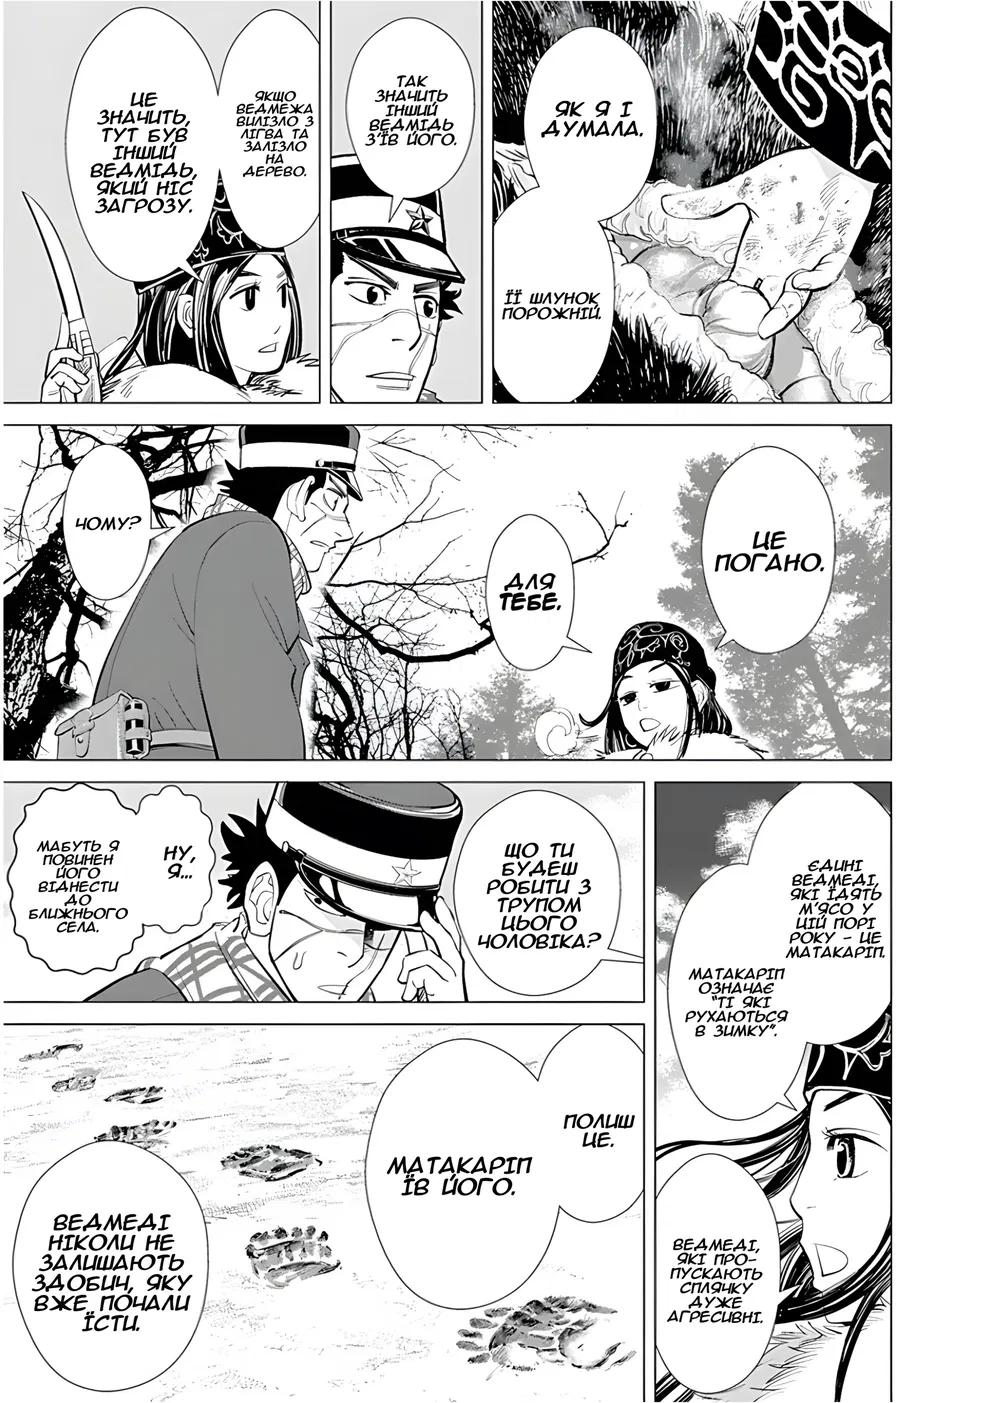 ЯК Я І
ДУМАЛА.
ЇЇ ШЛУНОК
ПОРОЖНІЙ.
ТАК
ЗНАЧИТЬ
ІНШИЙ
ВЕДМІДЬ
З'ЇВ ЙОГО.
ЯКЩО
ВЕДМЕЖА
ВИЛІЗЛО З
ЛІГВА ТА
ЗАЛІЗЛО
НА
ДЕРЕВО.
ЦЕ
ЗНАЧИТЬ,
ТУТ БУВ
ІНШИЙ
ВЕДМІДЬ,
ЯКИЙ НІС
ЗАГРОЗУ.
ЦЕ
ПОГАНО.
ДЛЯ
ТЕБЕ.
ЧОМУ?
ЄДИНІ
ВЕДМЕДІ,
ЯКІ ЇДЯТЬ
М'ЯСО У
ЦІЙ ПОРІ
РОКУ - ЦЕ
МАТАКАРІП.
МАТАКАРІП
ОЗНАЧАЄ
"ТІ ЯКІ
РУХАЮТЬСЯ
В ЗИМКУ".
ВЕДМЕДІ,
ЯКІ ПРО-
ПУСКАЮТЬ
СПЛЯЧКУ
ДУЖЕ
АГРЕСИВНІ.
ЩО ТИ
БУДЕШ
РОБИТИ З
ТРУПОМ
ЦЬОГО
ЧОЛОВІКА?
НУ,
Я...
МАБУТЬ Я
ПОВИНЕН
ЙОГО
ВІДНЕСТИ
ДО
БЛИЖНЬОГО
СЕЛА.
ПОЛИШ
ЦЕ.
МАТАКАРІП
ЇВ ЙОГО.
ВЕДМЕДІ
НІКОЛИ НЕ
ЗАЛИШАЮТЬ
ЗДОБИЧ, ЯКУ
ВЖЕ ПОЧАЛИ
ЇСТИ.